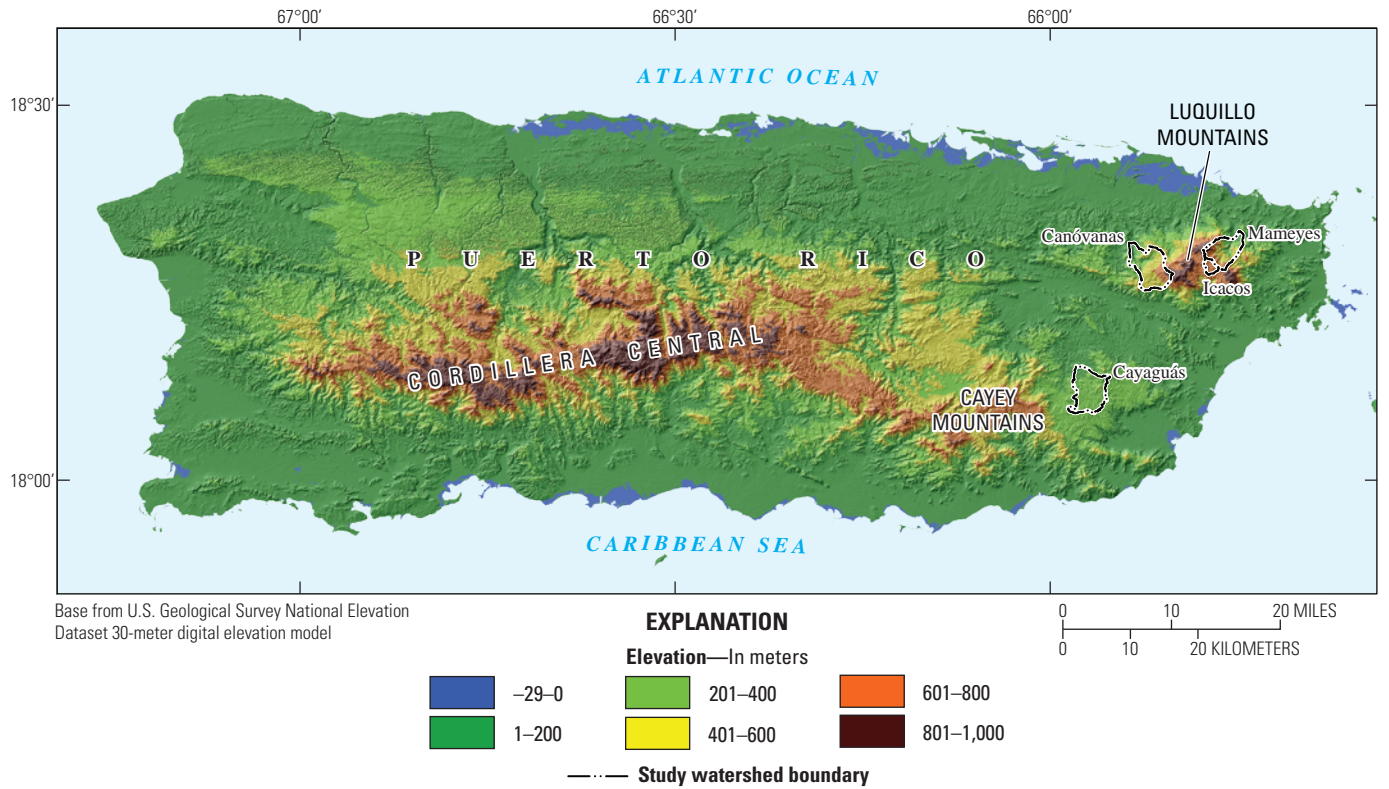 67°00'
66°30'
66°00'
18°30'
18°00'
ATLANTIC OCEAN
LUQUILLO
MOUNTAINS
Canóvanas
Mameyes
Icacos
PUERTO RICO
CORDILLERA CENTRAL
Cayaguás
CAYEY
MOUNTAINS
CARIBBEAN SEA
Base from U.S. Geological Survey National Elevation
Dataset 30-meter digital elevation model
0 10 20 MILES
0 10 20 KILOMETERS
EXPLANATION
Elevation—In meters
–29–0
1–200
201–400
401–600
601–800
801–1,000
Study watershed boundary